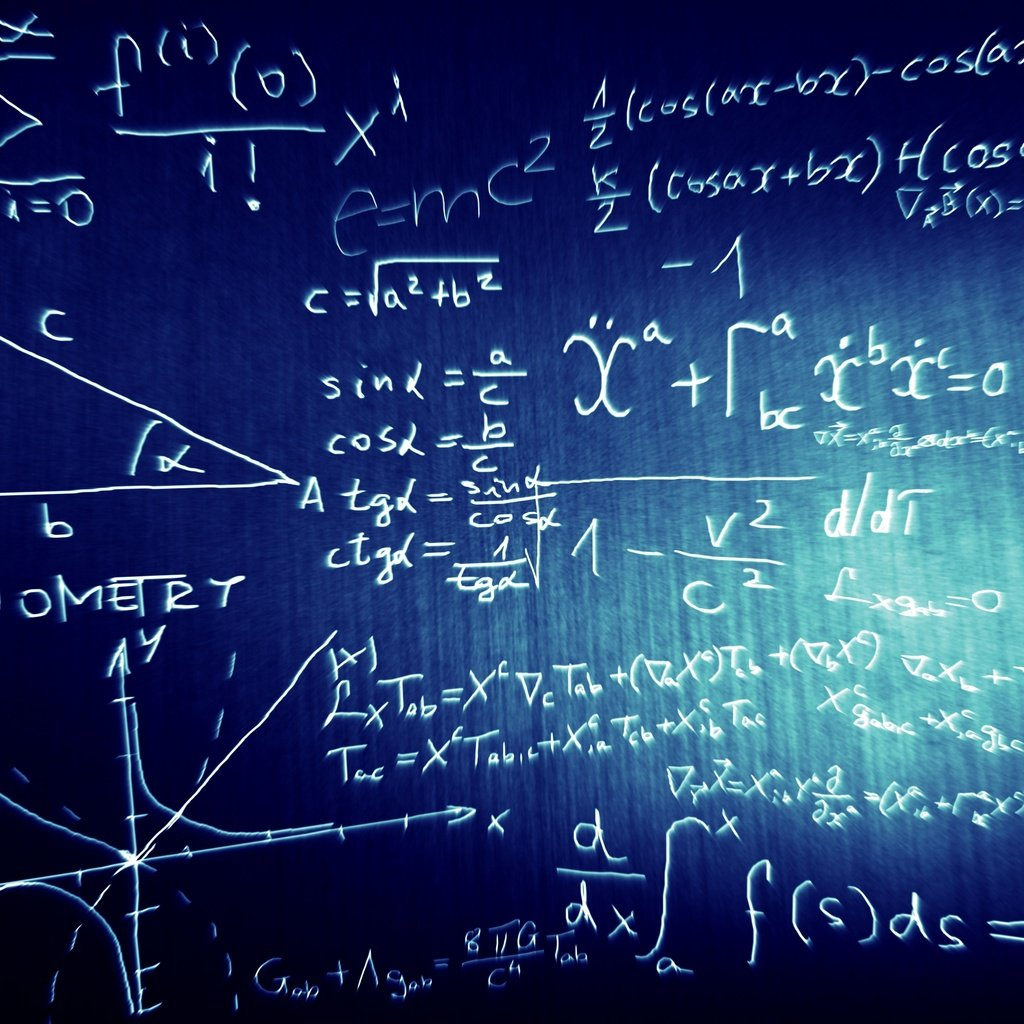 f^(i)(0)/i! x^i
i=0
1/2 (cos(ax-bx)-cos(ax
e=mc²
K/2 (cosax+bx) H(cos
c=√a²+b²
-1
c
ẍ^a + Γ^a_bc ẋ^b ẋ^c = 0
sinα = a/c
cosα = b/c
α
A tgα = sinα/cosα
b
ctgα = 1/tgα
√1 - v²/c² d/dT
OMETRY
£_x g_ab = 0
y
|x|
£_x T_ab = X^c ∇_c T_ab + (∇_a X^c) T_cb + (∇_b X^c)
T_ac = X^c T_ab,c + X^c_,a T_cb + X^c_,b T_ac
x
d/dx ∫_a^x f(s)ds =
G_ab + Λg_ab = 8πG/c⁴ T_ab